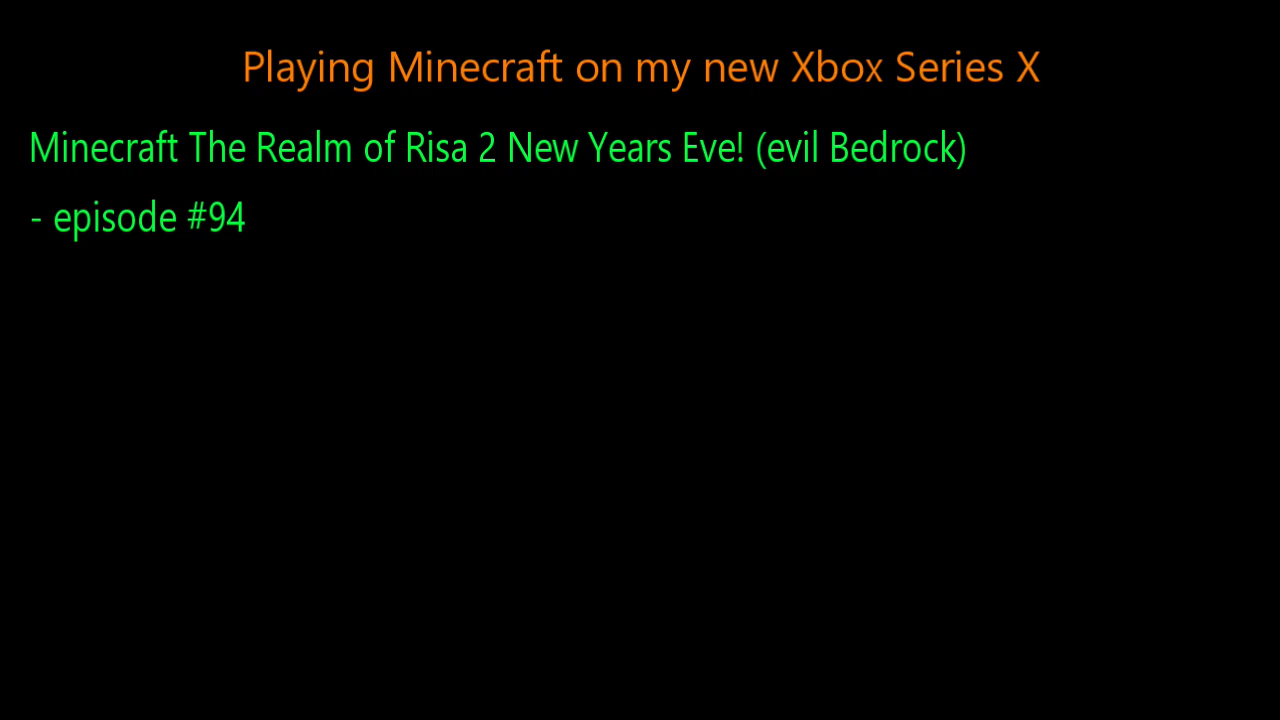 Playing Minecraft on my new Xbox Series X
Minecraft The Realm of Risa 2 New Years Eve! (evil Bedrock)
- episode #94